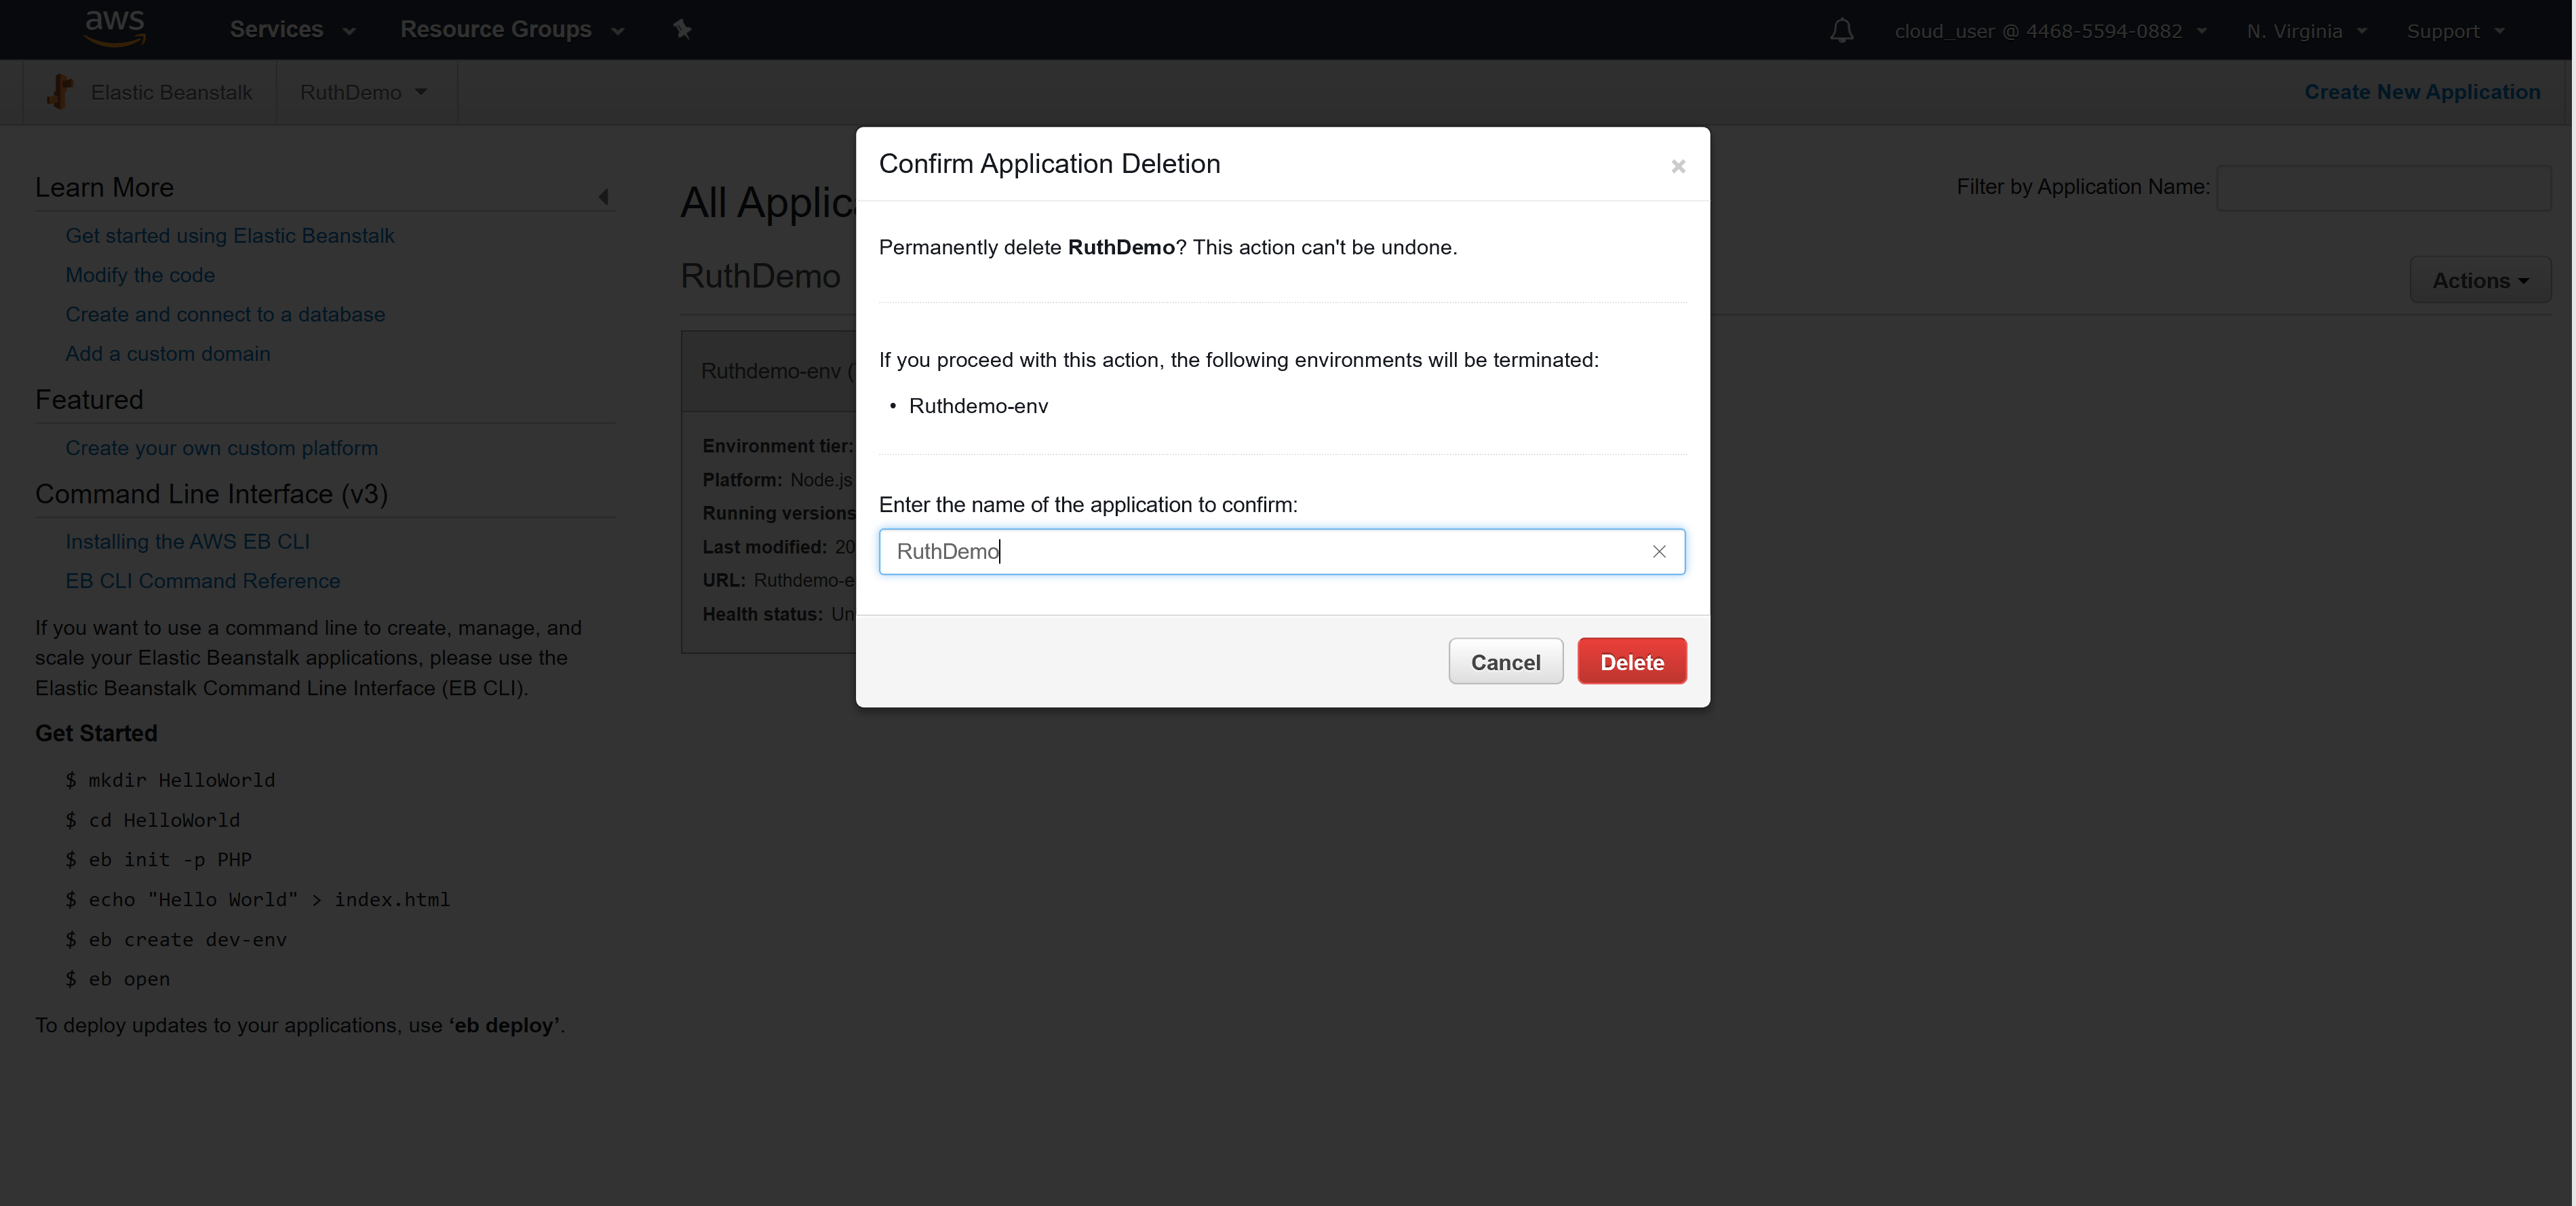 aws
Services
Resource Groups
cloud_user @ 4468-5594-0882
N. Virginia
Support
Elastic Beanstalk
RuthDemo
Create New Application
Learn More
Get started using Elastic Beanstalk
Modify the code
Create and connect to a database
Add a custom domain
Featured
Create your own custom platform
Command Line Interface (v3)
Installing the AWS EB CLI
EB CLI Command Reference
If you want to use a command line to create, manage, and
scale your Elastic Beanstalk applications, please use the
Elastic Beanstalk Command Line Interface (EB CLI).
Get Started
$ mkdir HelloWorld
$ cd HelloWorld
$ eb init -p PHP
$ echo "Hello World" > index.html
$ eb create dev-env
$ eb open
To deploy updates to your applications, use ‘eb deploy’.
All Applic
Filter by Application Name:
RuthDemo
Actions
Ruthdemo-env (
Environment tier:
Platform: Node.js
Running versions
Last modified: 20
URL: Ruthdemo-e
Health status: Un
Confirm Application Deletion
Permanently delete RuthDemo? This action can't be undone.
If you proceed with this action, the following environments will be terminated:
• Ruthdemo-env
Enter the name of the application to confirm:
RuthDemo
Cancel
Delete